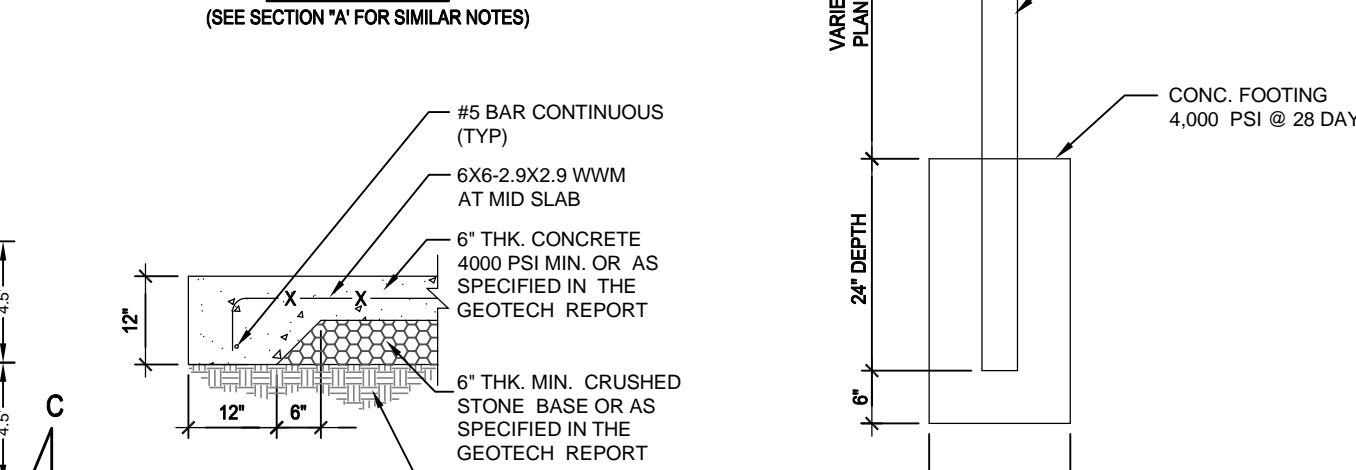 (SEE SECTION "A' FOR SIMILAR NOTES)
#5 BAR CONTINUOUS
(TYP)
6X6-2.9X2.9 WWM
AT MID SLAB
6" THK. CONCRETE
4000 PSI MIN. OR AS
SPECIFIED IN THE
GEOTECH REPORT
6" THK. MIN. CRUSHED
STONE BASE OR AS
SPECIFIED IN THE
GEOTECH REPORT
X X
12"
12" 6"
4.5'
4.5'
C
PLAN
CONC. FOOTING
4,000 PSI @ 28 DAY
24" DEPTH
6"